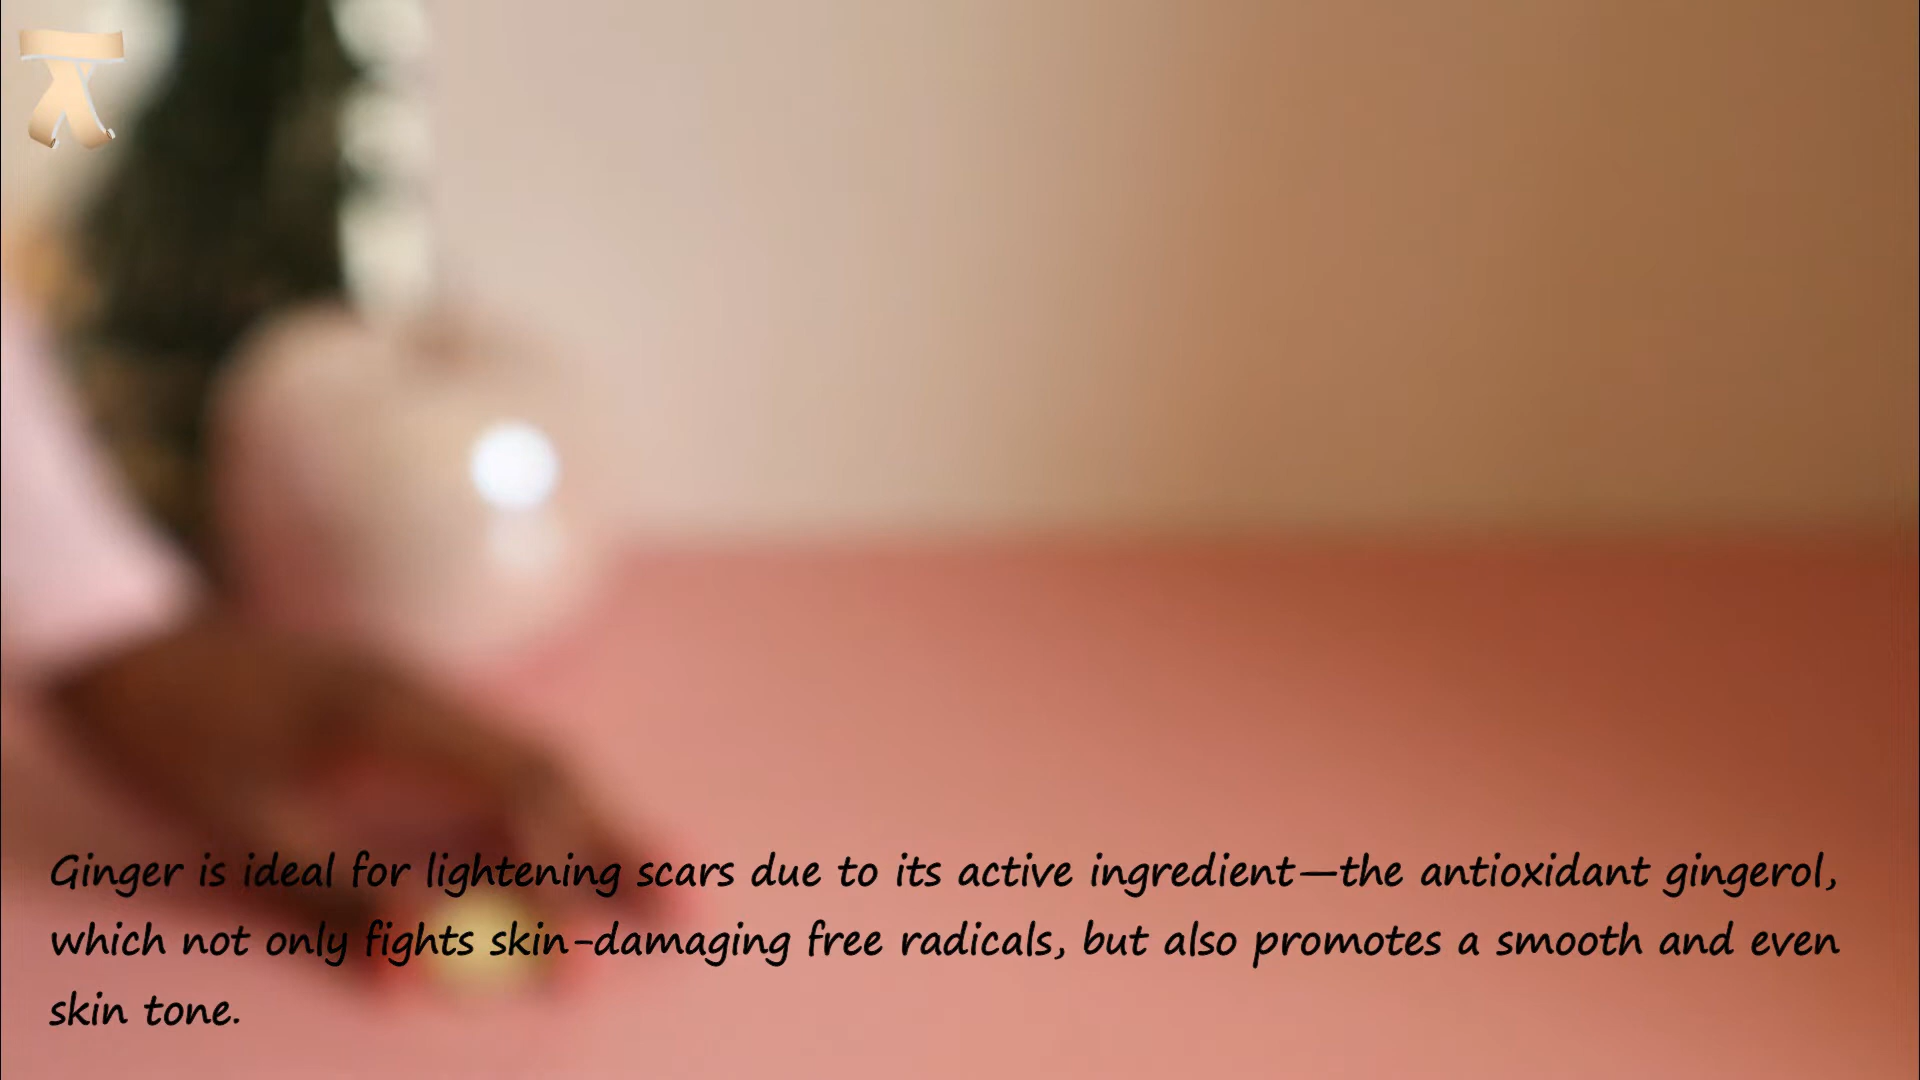 Ginger is ideal for lightening scars due to its active ingredient—the antioxidant gingerol,
which not only fights skin-damaging free radicals, but also promotes a smooth and even
skin tone.